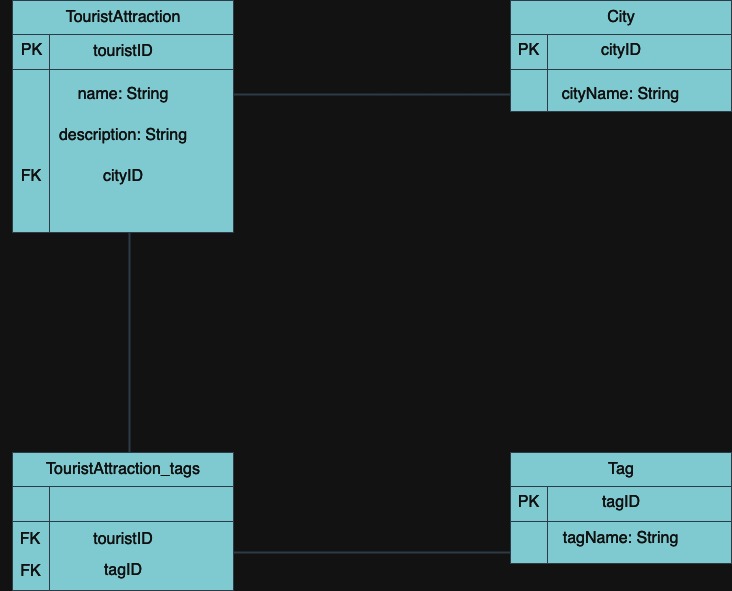 TouristAttraction
PK touristID
name: String
description: String
FK cityID
City
PK cityID
cityName: String
TouristAttraction_tags
FK touristID
FK tagID
Tag
PK tagID
tagName: String